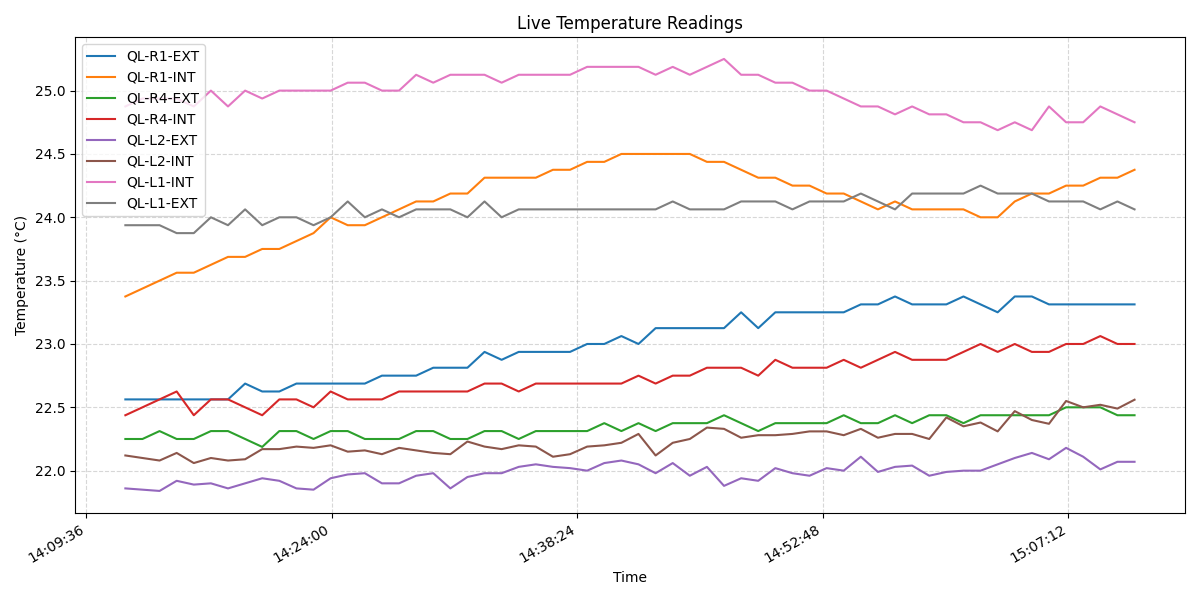 Live Temperature Readings
QL-R1-EXT
QL-R1-INT
QL-R4-EXT
QL-R4-INT
QL-L2-EXT
QL-L2-INT
QL-L1-INT
QL-L1-EXT
Temperature (°C)
25.0
24.5
24.0
23.5
23.0
22.5
22.0
14:09:36
14:24:00
14:38:24
14:52:48
15:07:12
Time